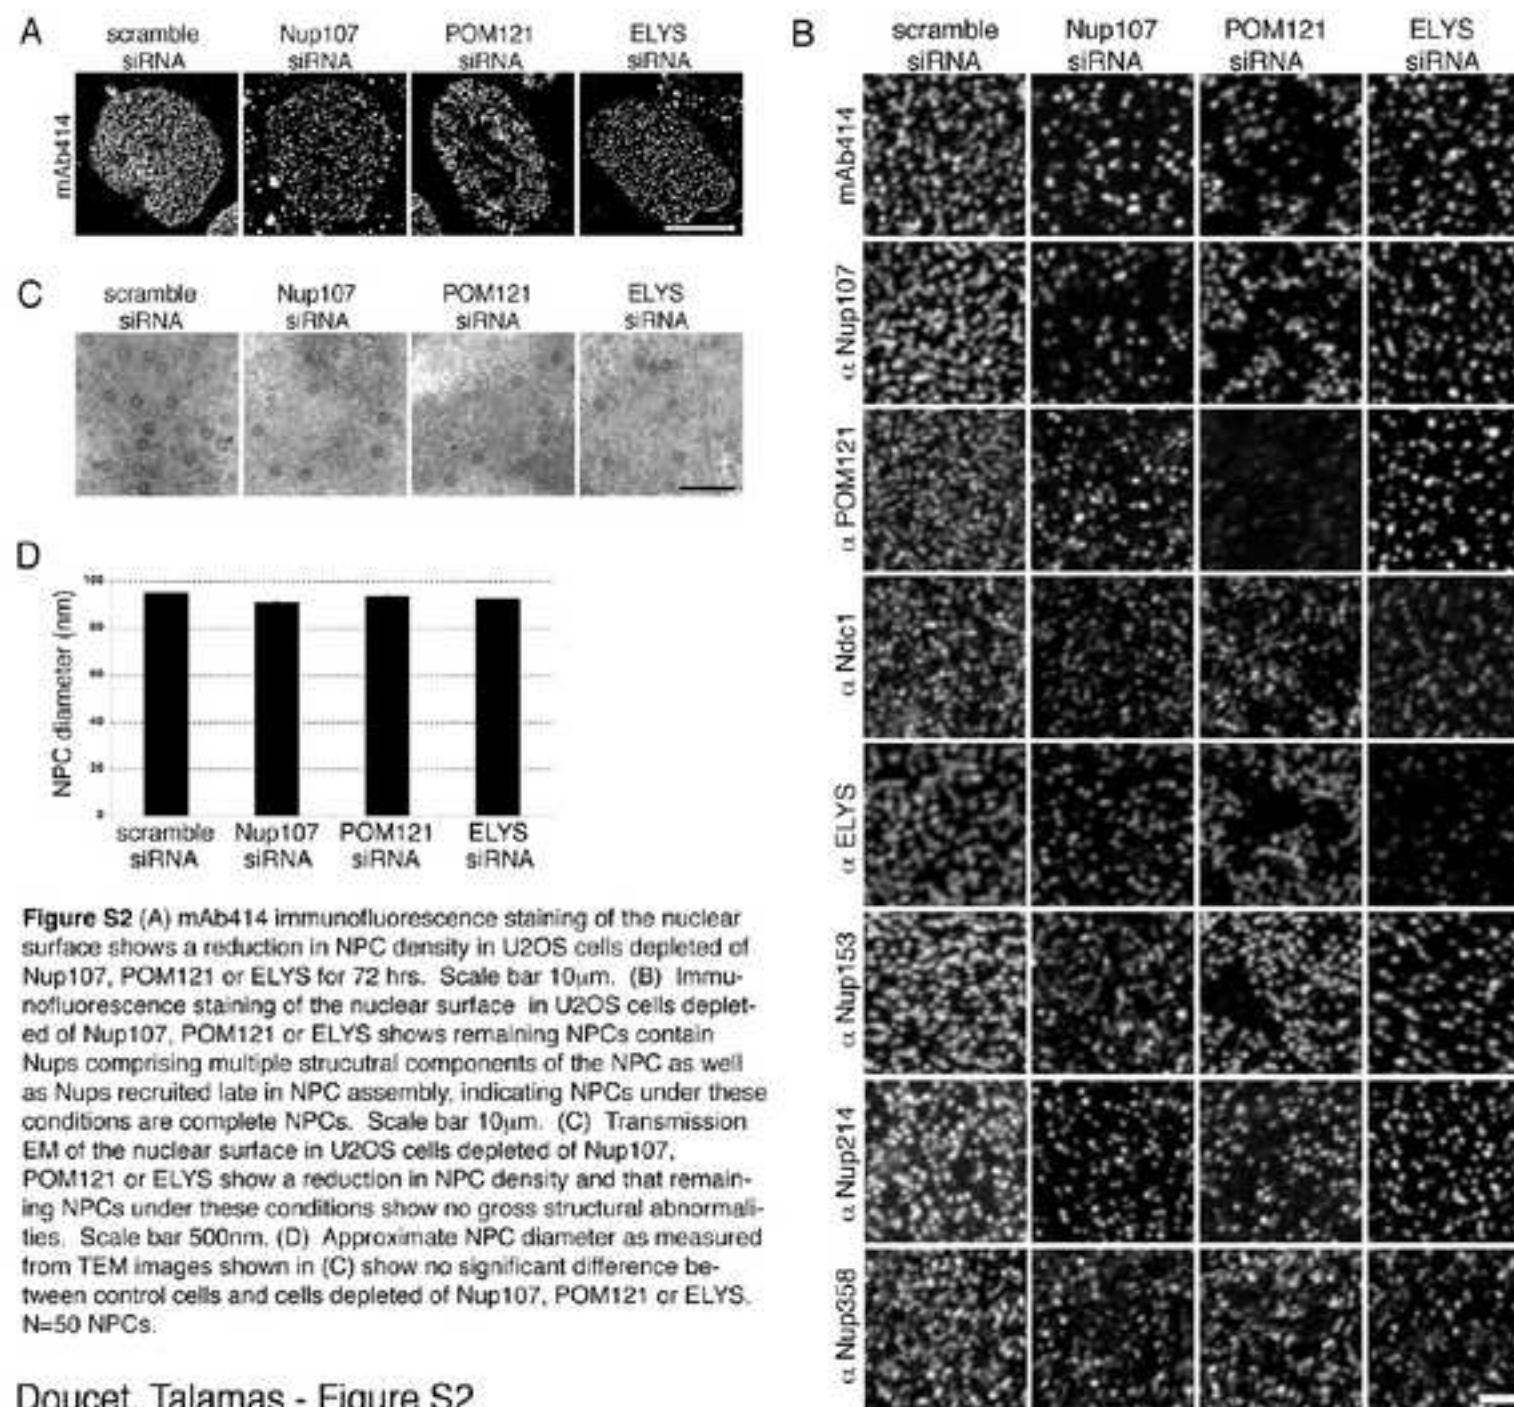 A
scramble siRNA
Nup107 siRNA
POM121 siRNA
ELYS siRNA
mAb414
C
scramble siRNA
Nup107 siRNA
POM121 siRNA
ELYS siRNA
D
NPC diameter (nm)
100
80
60
40
20
0
scramble siRNA
Nup107 siRNA
POM121 siRNA
ELYS siRNA
Figure S2 (A) mAb414 immunofluorescence staining of the nuclear
surface shows a reduction in NPC density in U2OS cells depleted of
Nup107, POM121 or ELYS for 72 hrs. Scale bar 10µm. (B) Immu-
nofluorescence staining of the nuclear surface in U2OS cells deplet-
ed of Nup107, POM121 or ELYS shows remaining NPCs contain
Nups comprising multiple strucutral components of the NPC as well
as Nups recruited late in NPC assembly, indicating NPCs under these
conditions are complete NPCs. Scale bar 10µm. (C) Transmission
EM of the nuclear surface in U2OS cells depleted of Nup107,
POM121 or ELYS show a reduction in NPC density and that remain-
ing NPCs under these conditions show no gross structural abnormali-
ties. Scale bar 500nm. (D) Approximate NPC diameter as measured
from TEM images shown in (C) show no significant difference be-
tween control cells and cells depleted of Nup107, POM121 or ELYS.
N=50 NPCs.
Doucet, Talamas - Figure S2
B
scramble siRNA
Nup107 siRNA
POM121 siRNA
ELYS siRNA
mAb414
α Nup107
α POM121
α Ndc1
α ELYS
α Nup153
α Nup214
α Nup358